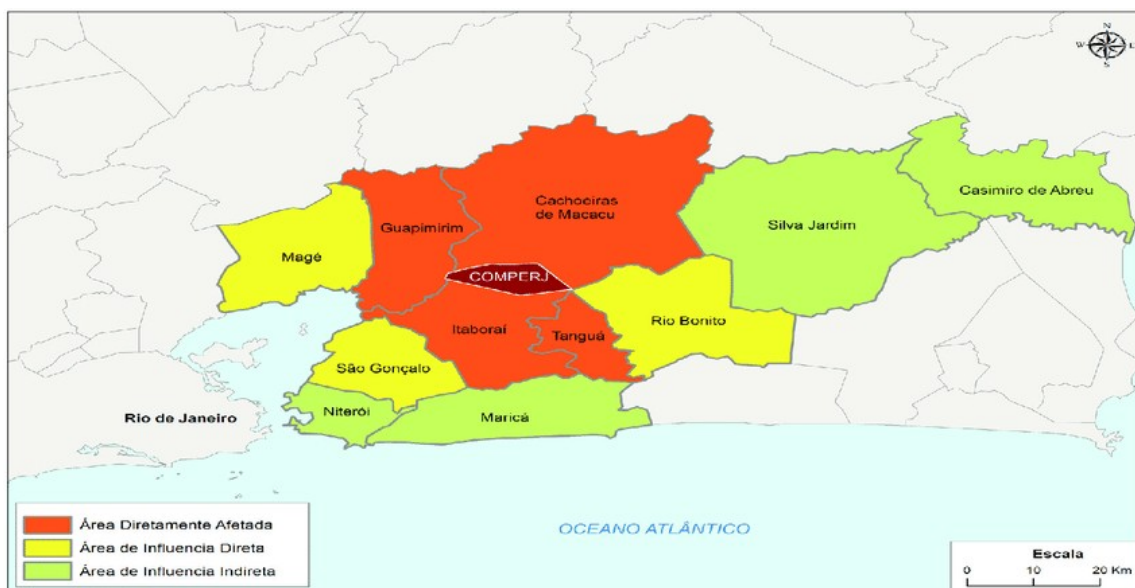 N
W
E
S
Cachoeiras
de Macacu
Casimiro de Abreu
Silva Jardim
Guapimirim
Magé
COMPERJ
Itaboraí
Tanguá
Rio Bonito
São Gonçalo
Niterói
Maricá
Rio de Janeiro
OCEANO ATLÂNTICO
Área Diretamente Afetada
Área de Influencia Direta
Área de Influencia Indireta
Escala
0 10 20 Km